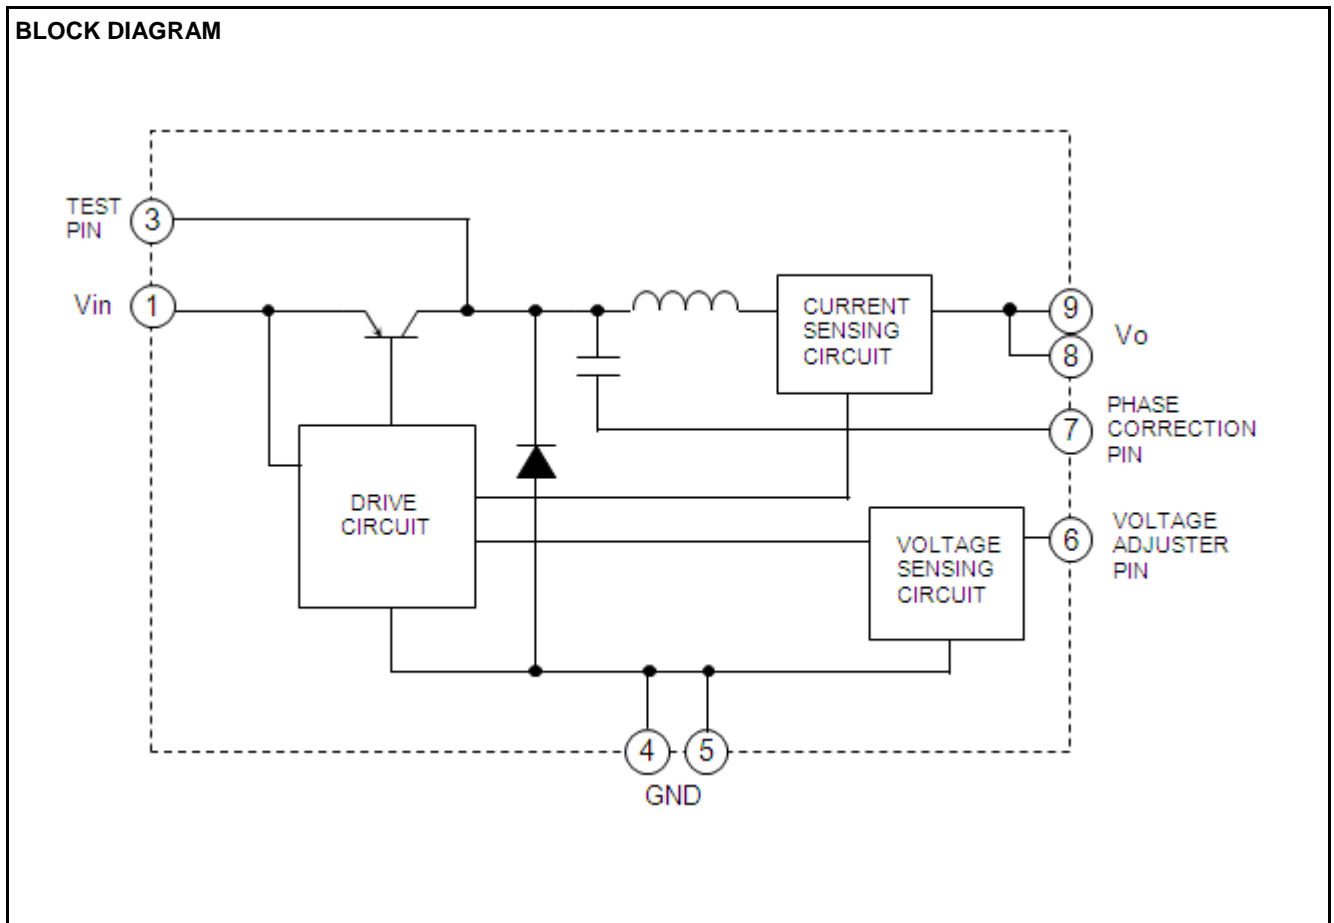 BLOCK DIAGRAM
TEST
PIN
3
Vin
1
CURRENT
SENSING
CIRCUIT
9
8
Vo
7
PHASE
CORRECTION
PIN
DRIVE
CIRCUIT
VOLTAGE
SENSING
CIRCUIT
6
VOLTAGE
ADJUSTER
PIN
4
5
GND